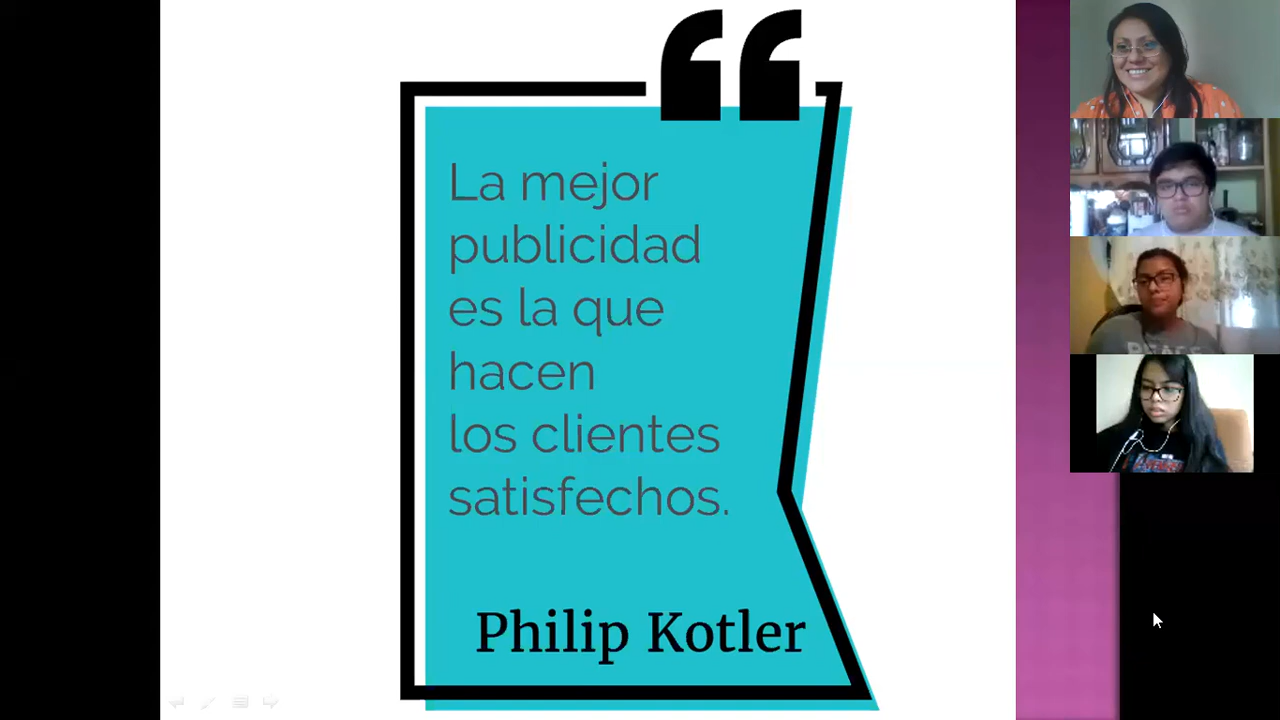 La mejor
publicidad
es la que
hacen
los clientes
satisfechos.
Philip Kotler